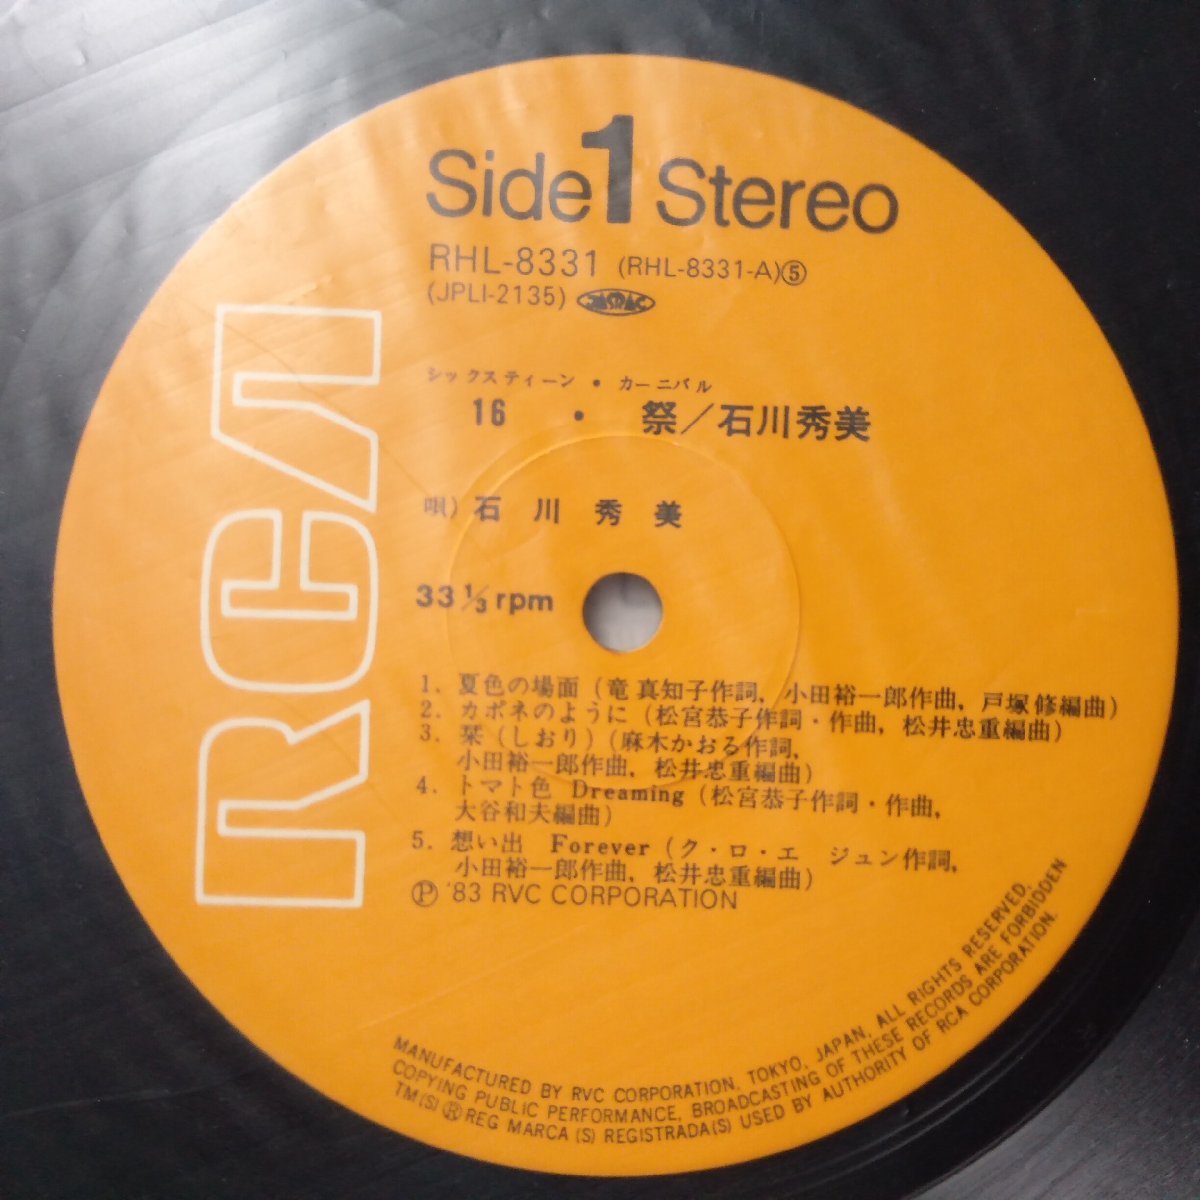 Side 1 Stereo
RHL-8331 (RHL-8331-A)⑤
(JPLI-2135) JASRAC
シックスティーン・カーニバル
16・祭/石川秀美
唄) 石川秀美
33 1/3 rpm
RCA
1. 夏色の場面 (竜 真知子作詞, 小田裕一郎作曲, 戸塚修編曲)
2. カポネのように (松宮恭子作詞・作曲, 松井忠重編曲)
3. 栞 (しおり) (麻木かおる作詞,
小田裕一郎作曲, 松井忠重編曲)
4. トマト色 Dreaming (松宮恭子作詞・作曲,
大谷和夫編曲)
5. 想い出 Forever (ク・ロ・エ ジュン作詞,
小田裕一郎作曲, 松井忠重編曲)
Ⓟ '83 RVC CORPORATION
MANUFACTURED BY RVC CORPORATION, TOKYO, JAPAN, ALL RIGHTS RESERVED.
COPYING PUBLIC PERFORMANCE, BROADCASTING OF THESE RECORDS ARE FORBIDDEN
TM(S) ® REG MARCA (S) REGISTRADA(S) USED BY AUTHORITY OF RCA CORPORATION.